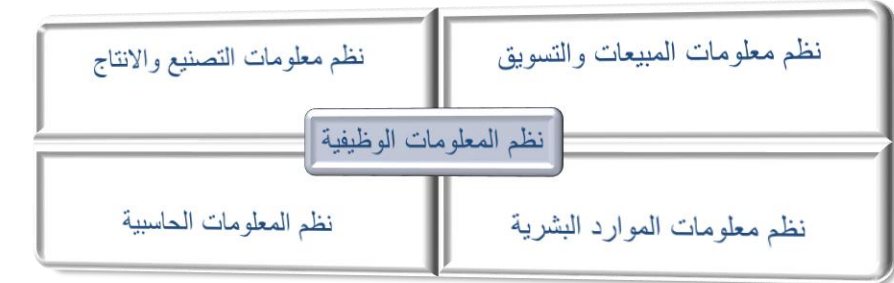 نظم معلومات المبيعات والتسويق
نظم معلومات التصنيع والانتاج
نظم المعلومات الوظيفية
نظم معلومات الموارد البشرية
نظم المعلومات الحاسبية